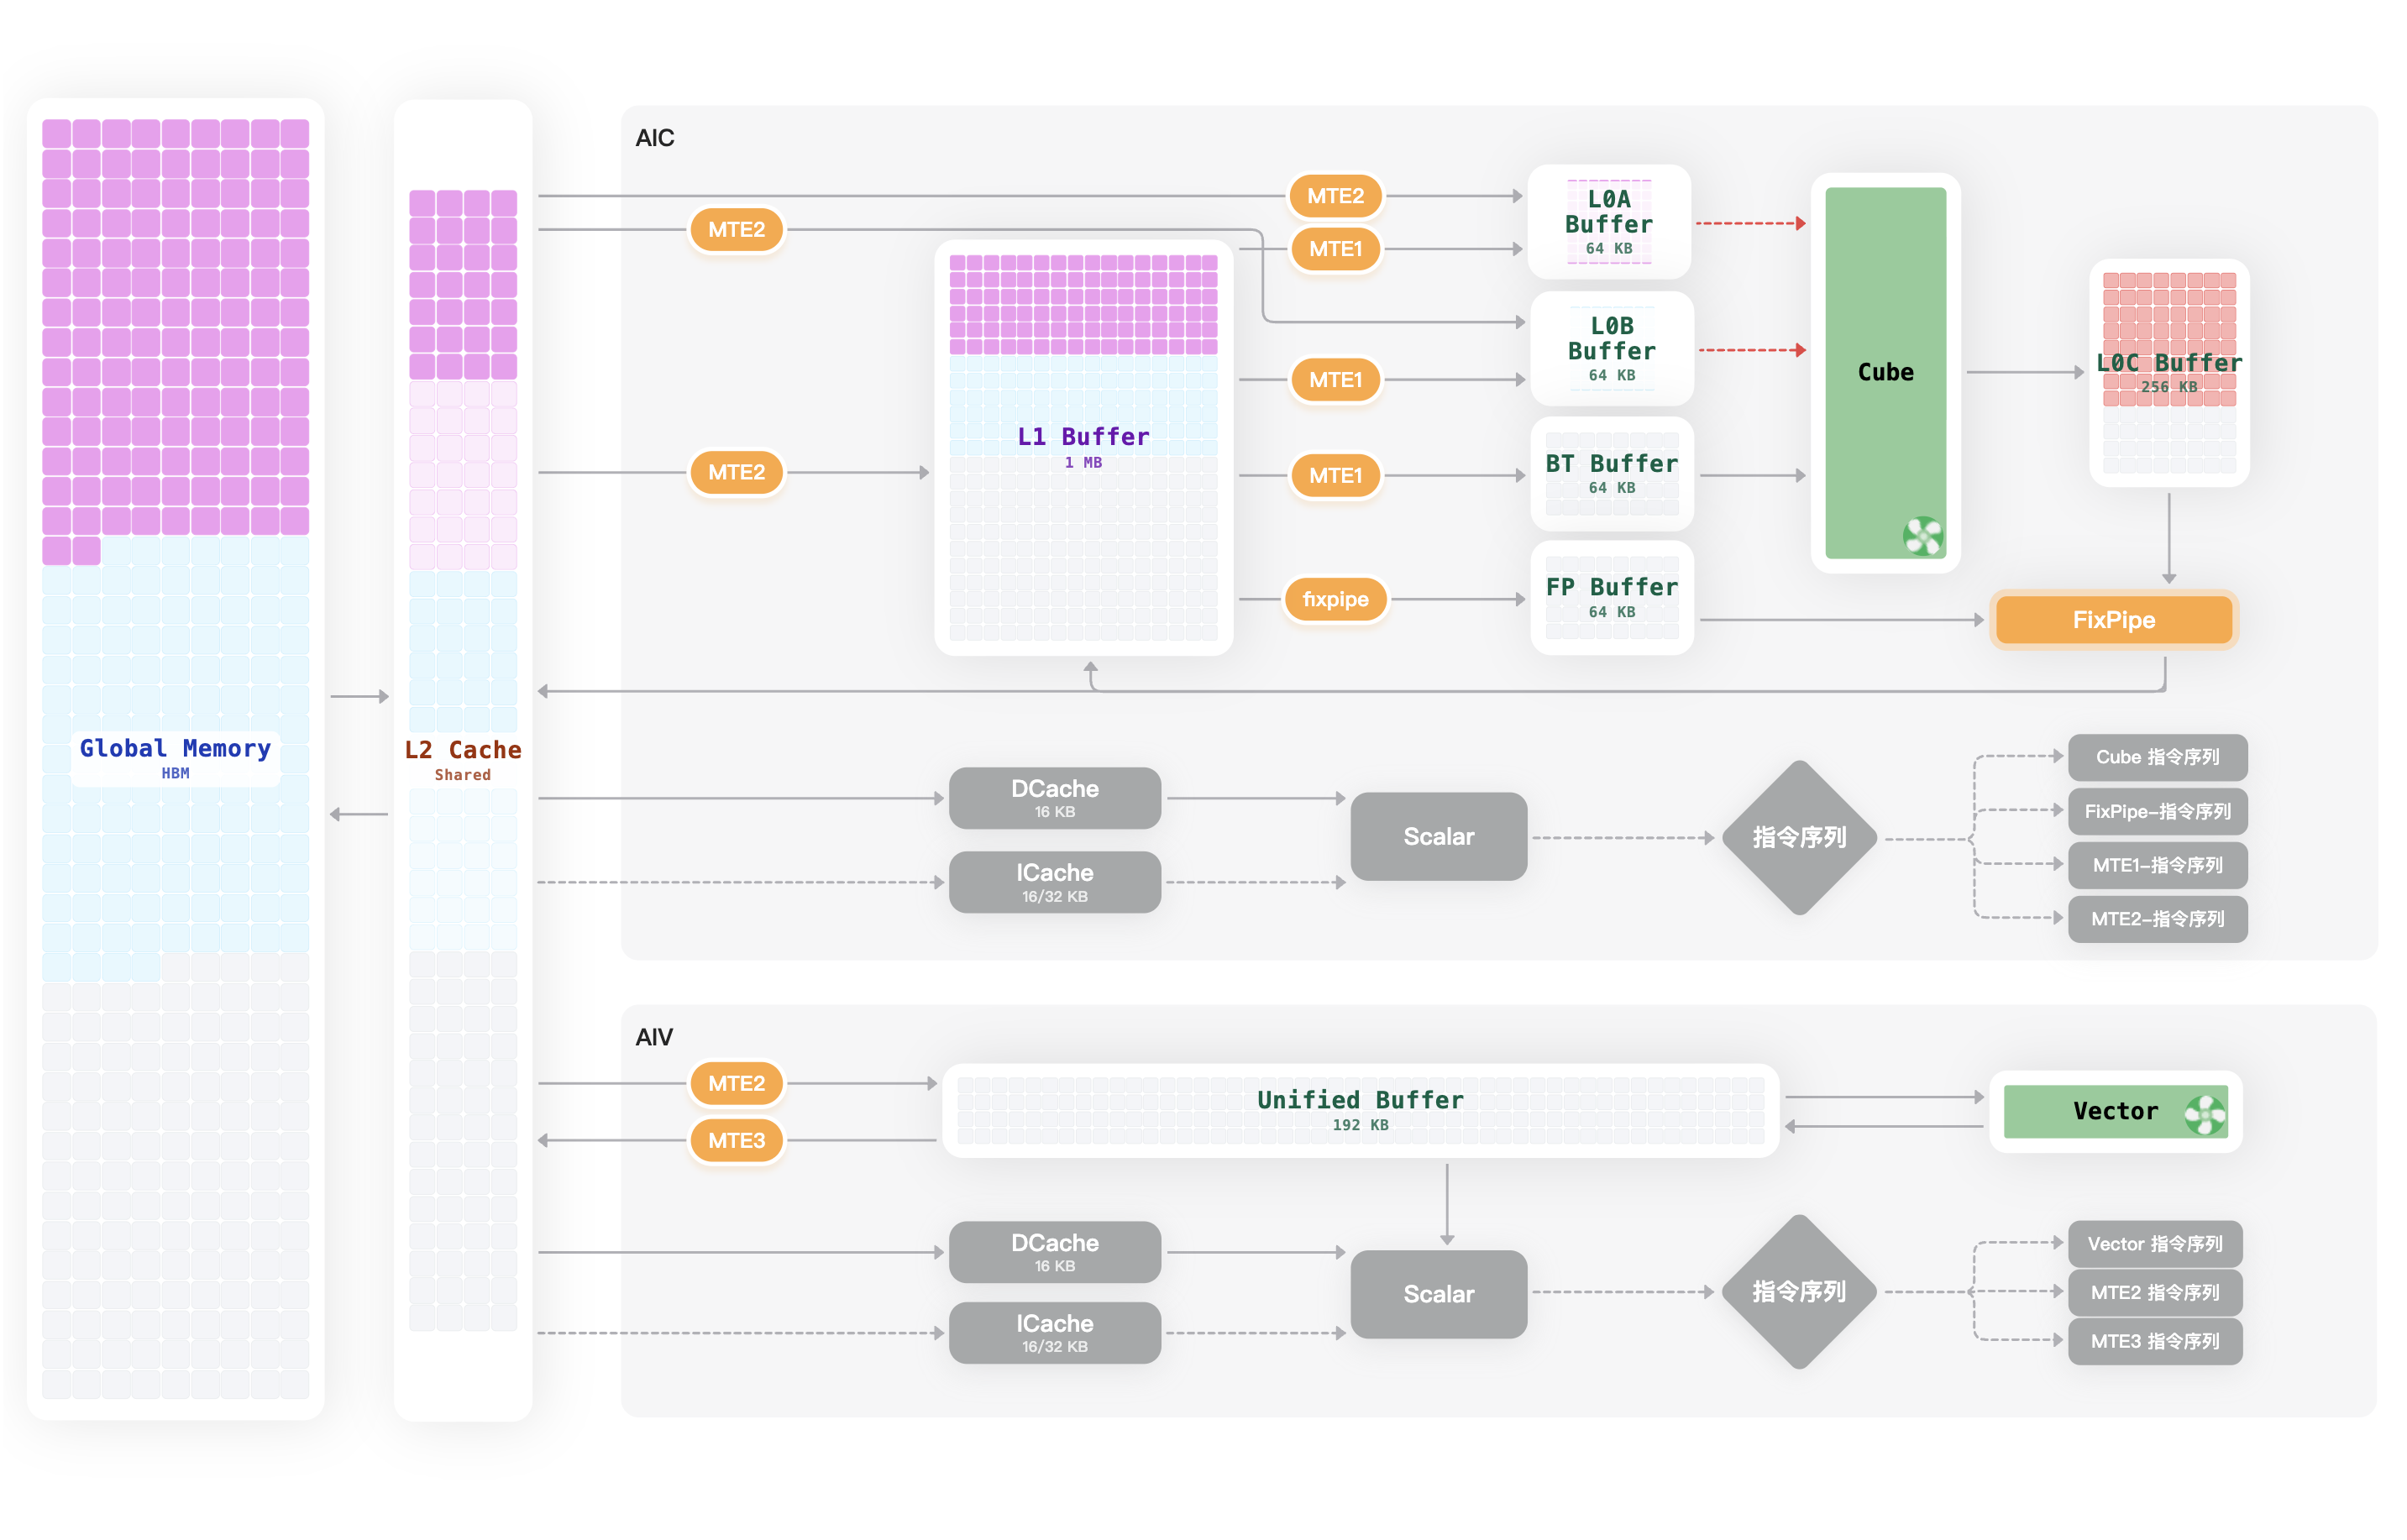 AIC
MTE2
MTE2
MTE1
L0A
Buffer
64 KB
L0B
Buffer
64 KB
MTE1
Cube
L0C Buffer
256 KB
L1 Buffer
1 MB
MTE2
MTE1
BT Buffer
64 KB
fixpipe
FP Buffer
64 KB
FixPipe
Global Memory
HBM
L2 Cache
Shared
DCache
16 KB
ICache
16/32 KB
Scalar
指令序列
Cube 指令序列
FixPipe-指令序列
MTE1-指令序列
MTE2-指令序列
AIV
MTE2
MTE3
Unified Buffer
192 KB
Vector
DCache
16 KB
ICache
16/32 KB
Scalar
指令序列
Vector 指令序列
MTE2 指令序列
MTE3 指令序列